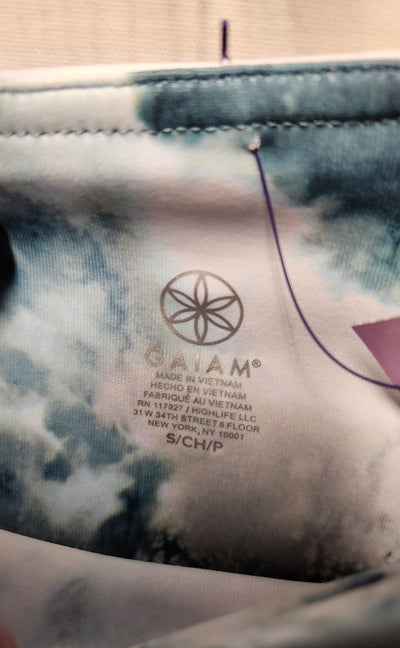 GAIAM®
MADE IN VIETNAM
HECHO EN VIETNAM
FABRIQUÉ AU VIETNAM
RN 117927 / HIGHLIFE LLC
31 W 34TH STREET 6 FLOOR
NEW YORK, NY 10001
S/CH/P